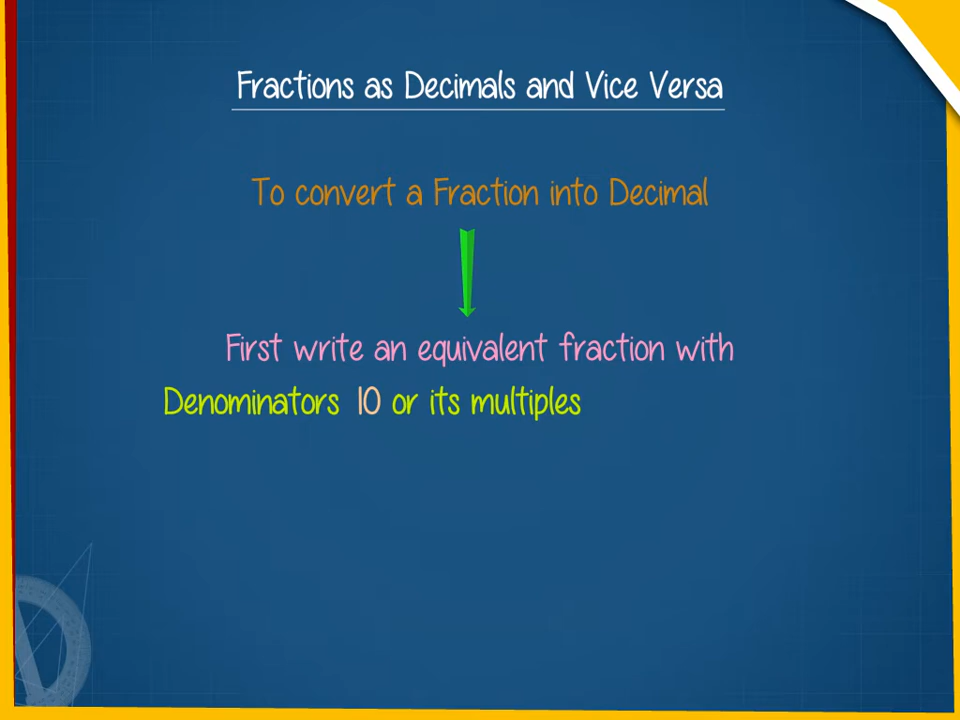 Fractions as Decimals and Vice Versa
To convert a Fraction into Decimal
First write an equivalent fraction with
Denominators 10 or its multiples